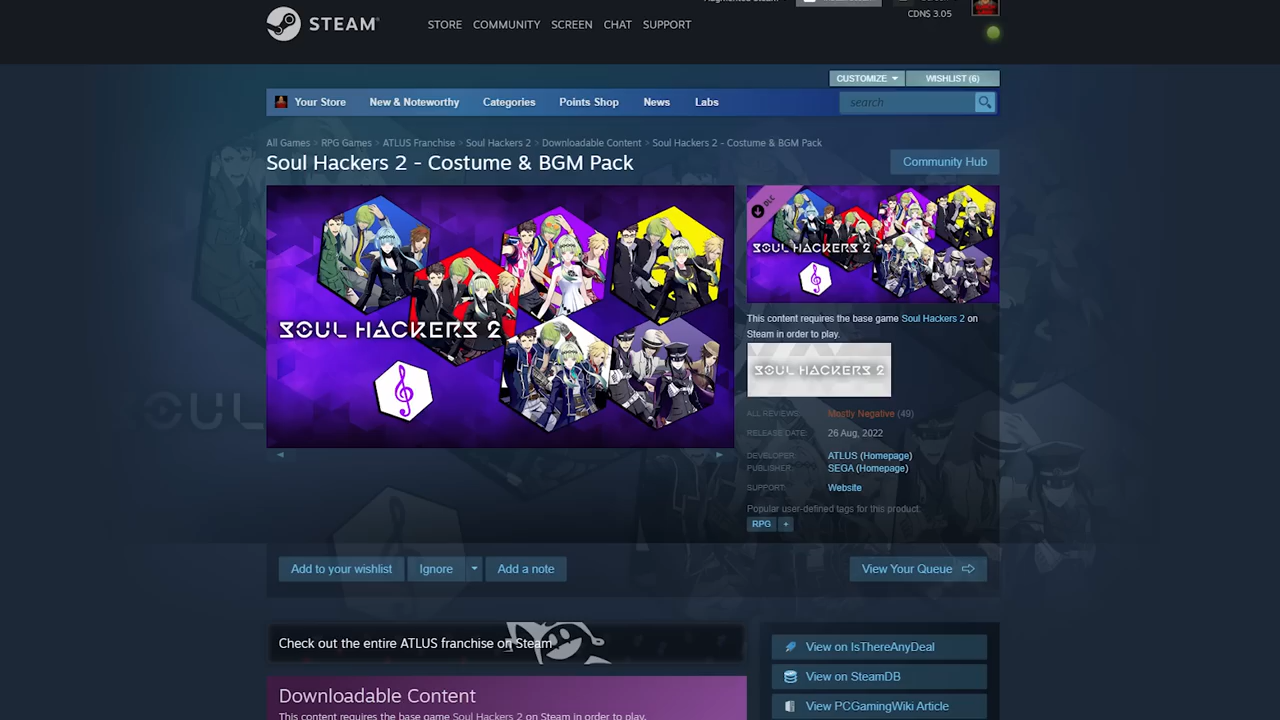 STEAM
STORE COMMUNITY SCREEN CHAT SUPPORT
CDN$ 3.05
CUSTOMIZE WISHLIST (6)
Your Store New & Noteworthy Categories Points Shop News Labs search
All Games > RPG Games > ATLUS Franchise > Soul Hackers 2 > Downloadable Content > Soul Hackers 2 - Costume & BGM Pack
Soul Hackers 2 - Costume & BGM Pack
Community Hub
SOUL HACKERS 2
DLC
SOUL HACKERS 2
This content requires the base game Soul Hackers 2 on
Steam in order to play.
SOUL HACKERS 2
ALL REVIEWS: Mostly Negative (49)
RELEASE DATE: 26 Aug, 2022
DEVELOPER: ATLUS (Homepage)
PUBLISHER: SEGA (Homepage)
SUPPORT: Website
Popular user-defined tags for this product:
RPG +
Add to your wishlist Ignore Add a note View Your Queue
Check out the entire ATLUS franchise on Steam
View on IsThereAnyDeal
View on SteamDB
View PCGamingWiki Article
Downloadable Content
This content requires the base game Soul Hackers 2 on Steam in order to play.